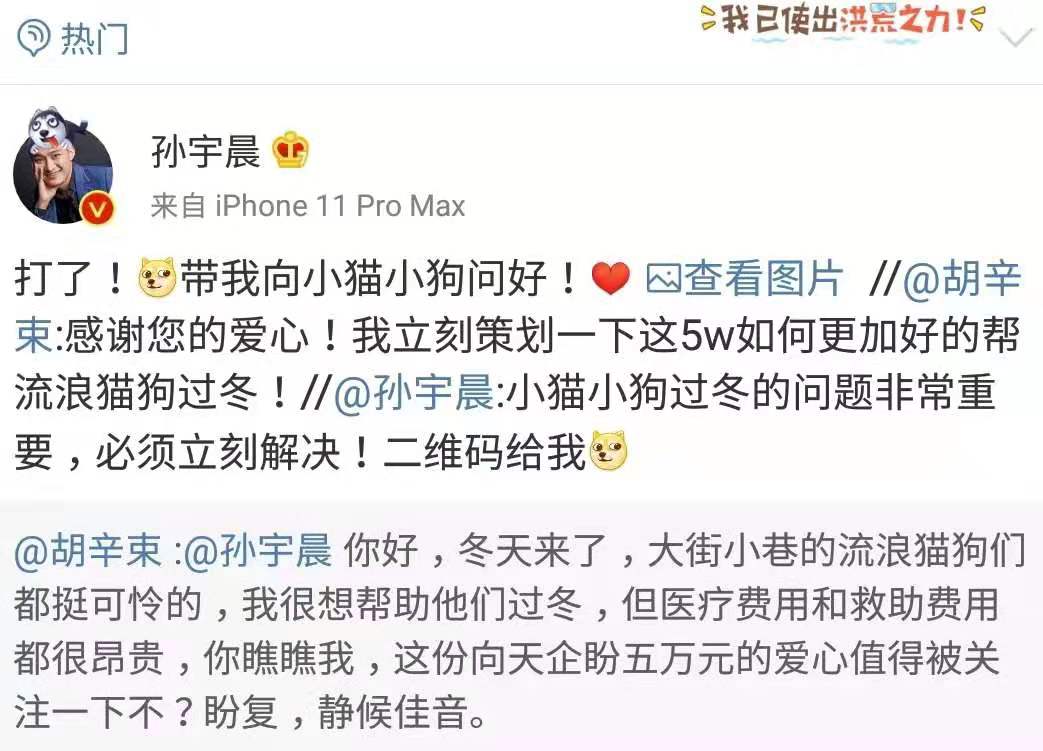 热门
我已使出洪荒之力!
孙宇晨
来自 iPhone 11 Pro Max
打了！带我向小猫小狗问好！查看图片 //@胡辛
束:感谢您的爱心！我立刻策划一下这5w如何更加好的帮
流浪猫狗过冬！//@孙宇晨:小猫小狗过冬的问题非常重
要，必须立刻解决！二维码给我
@胡辛束 :@孙宇晨 你好，冬天来了，大街小巷的流浪猫狗们
都挺可怜的，我很想帮助他们过冬，但医疗费用和救助费用
都很昂贵，你瞧瞧我，这份向天企盼五万元的爱心值得被关
注一下不？盼复，静候佳音。